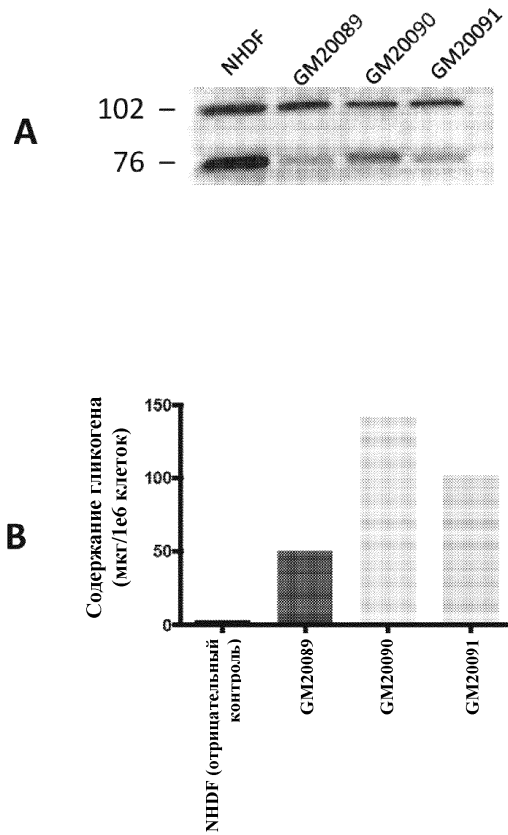 A
NHDF
GM20089
GM20090
GM20091
102 –
76 –
B
Содержание гликогена
(мкг/1e6 клеток)
150
100
50
0
NHDF (отрицательный
контроль)
GM20089
GM20090
GM20091